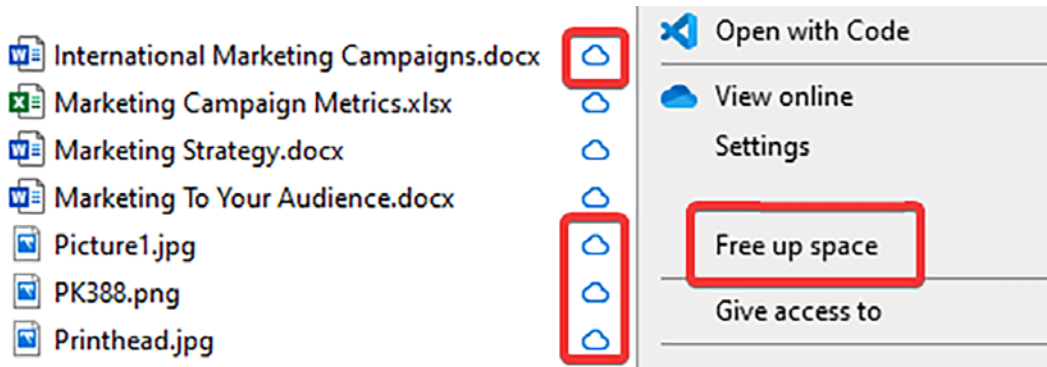 International Marketing Campaigns.docx
Marketing Campaign Metrics.xlsx
Marketing Strategy.docx
Marketing To Your Audience.docx
Picture1.jpg
PK388.png
Printhead.jpg
Open with Code
View online
Settings
Free up space
Give access to